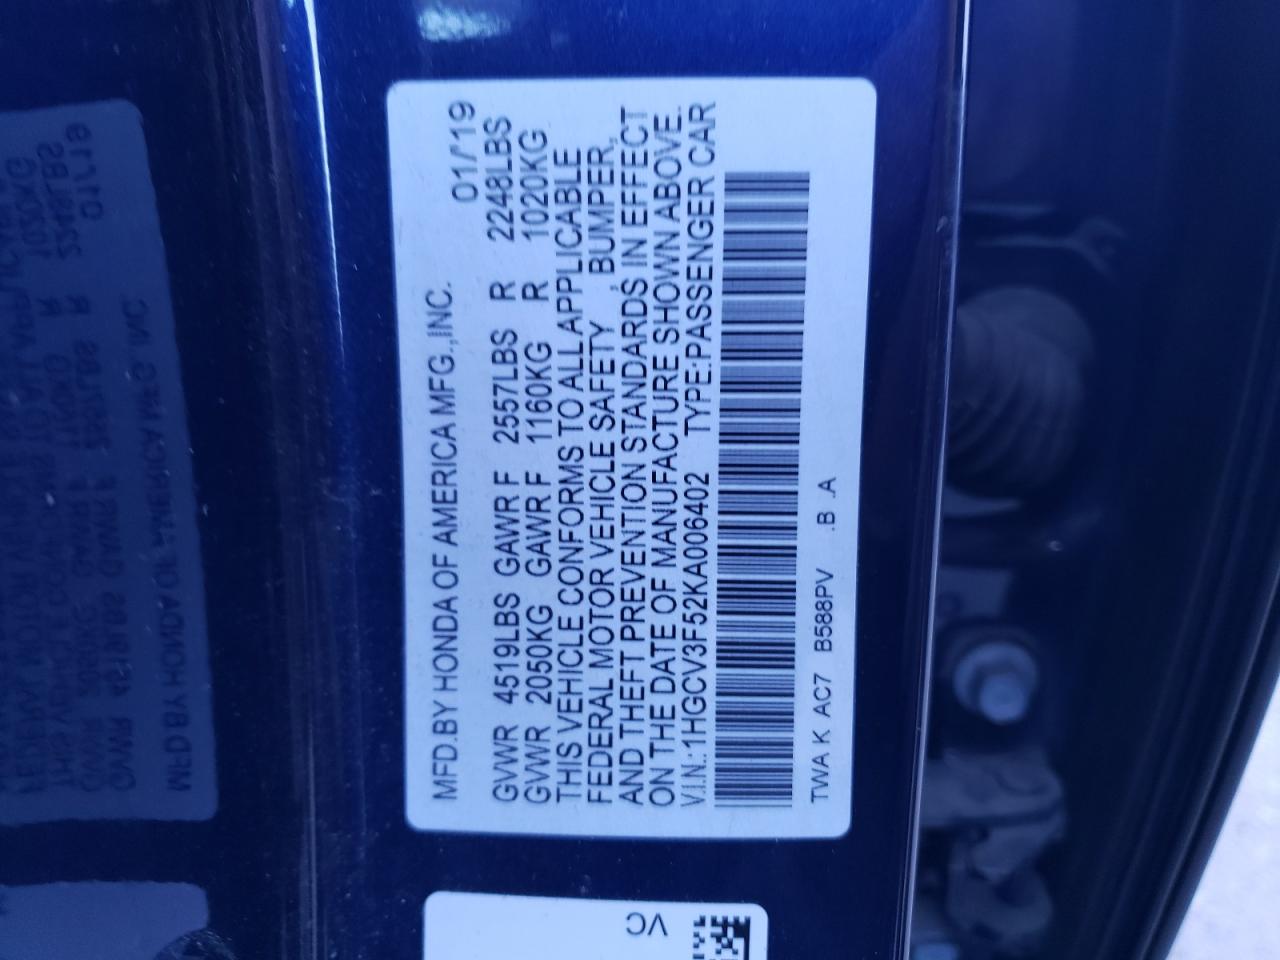 MFD.BY HONDA OF AMERICA MFG.,INC. 01/19
GVWR 4519LBS GAWR F 2557LBS R 2248LBS
GVWR 2050KG GAWR F 1160KG R 1020KG
THIS VEHICLE CONFORMS TO ALL APPLICABLE
FEDERAL MOTOR VEHICLE SAFETY , BUMPER,
AND THEFT PREVENTION STANDARDS IN EFFECT
ON THE DATE OF MANUFACTURE SHOWN ABOVE.
V.I.N.:1HGCV3F52KA006402 TYPE:PASSENGER CAR
TWA K AC7 B588PV .B .A
VC